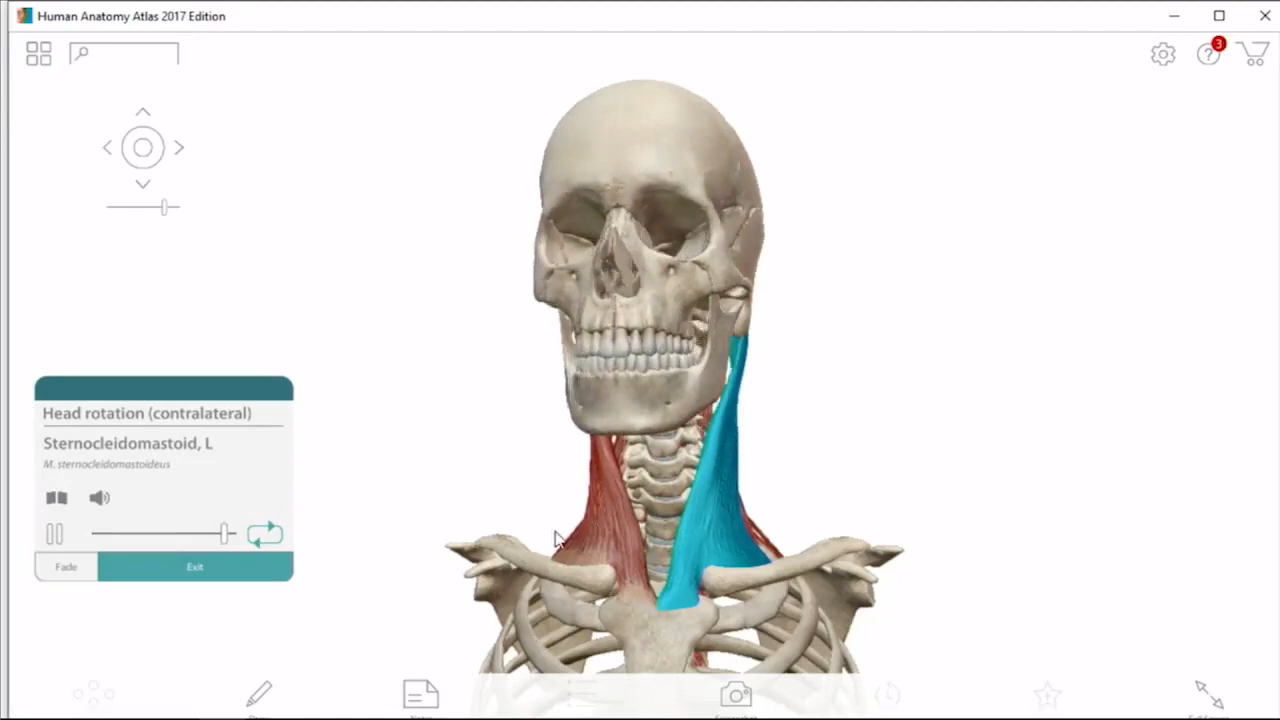 Human Anatomy Atlas 2017 Edition
3
Head rotation (contralateral)
Sternocleidomastoid, L
M. sternocleidomastoideus
Fade
Exit